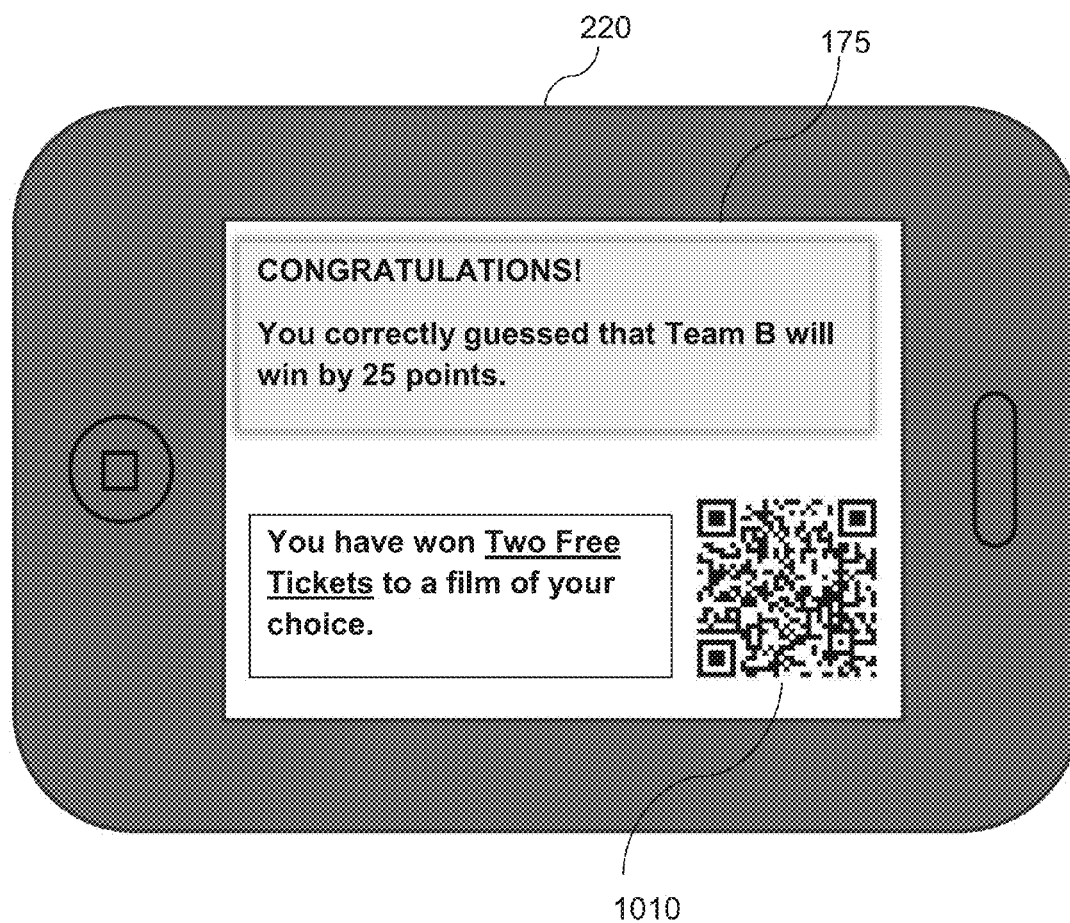 220
175
CONGRATULATIONS!
You correctly guessed that Team B will
win by 25 points.
You have won Two Free
Tickets to a film of your
choice.
1010